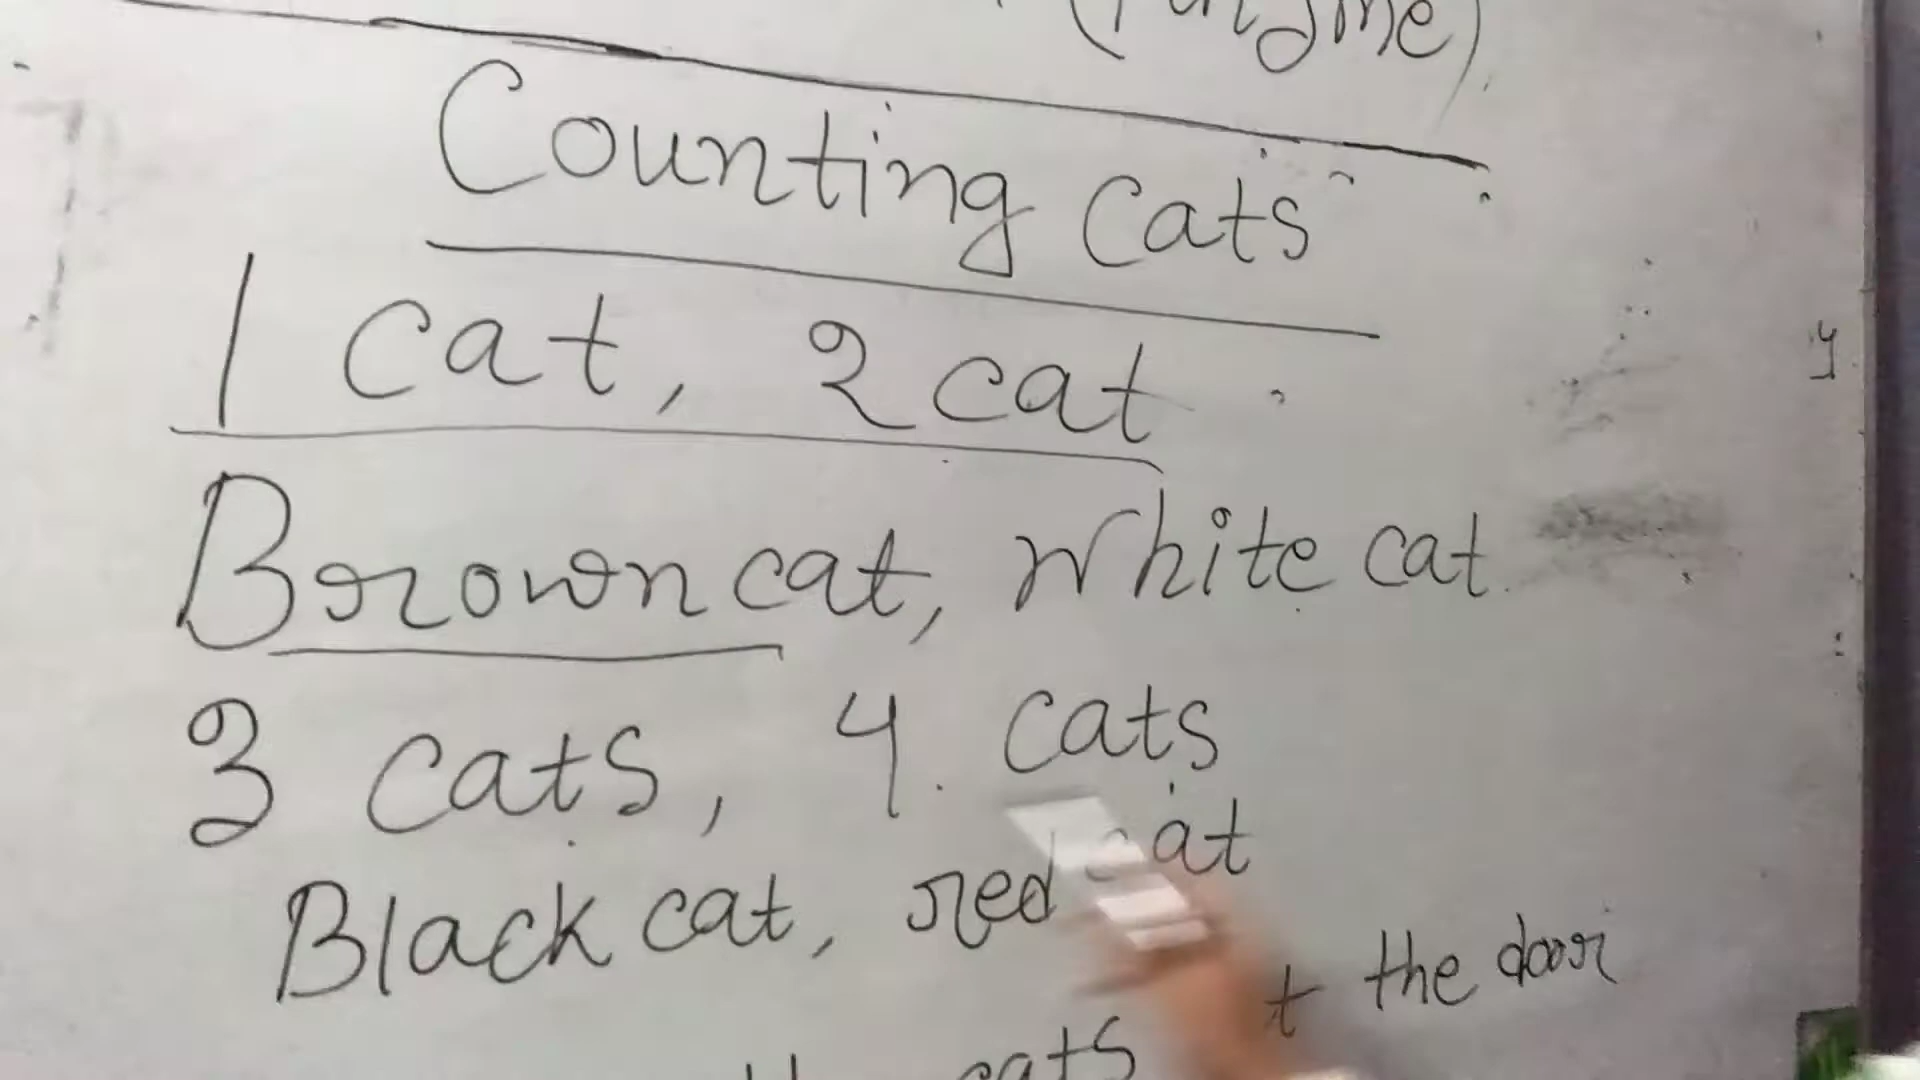 Counting cats
1 cat, 2 cat
Brown cat, white cat
3 cats, 4 cats
Black cat, red cat
the door
cats